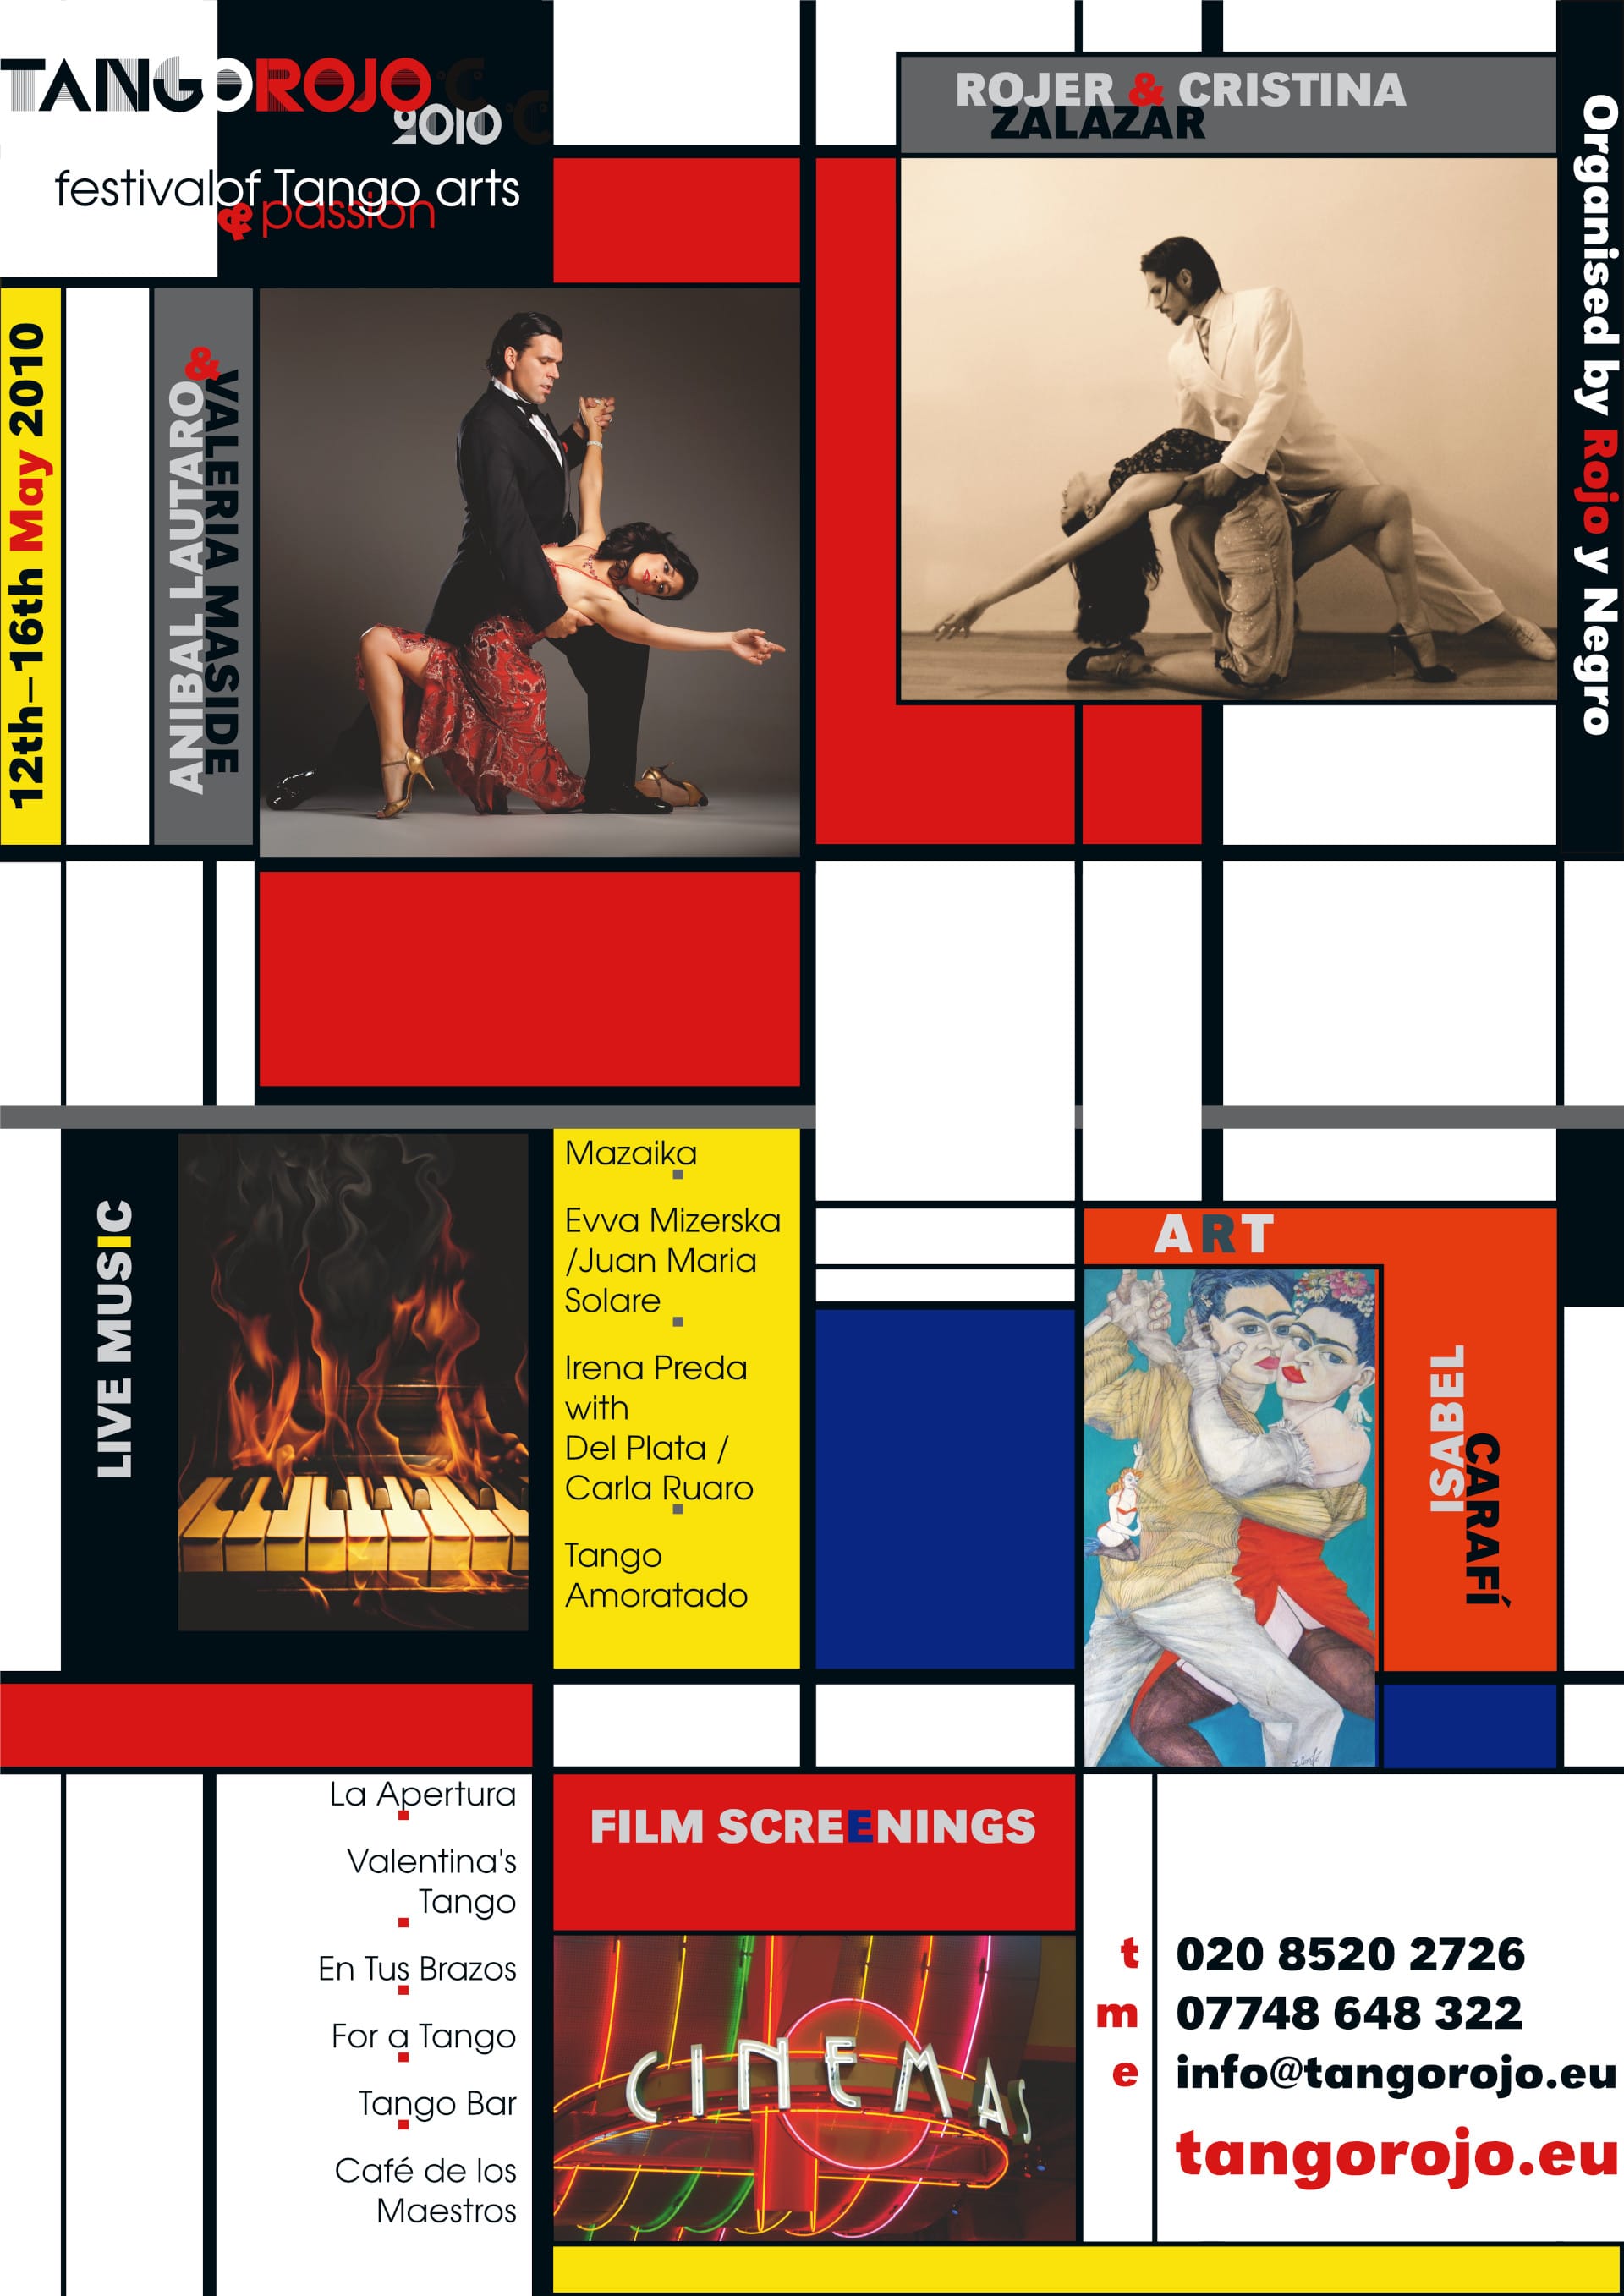 TANGOROJO
2010
festivalof Tango arts
& passion
ROJER & CRISTINA
ZALAZAR
Organised by Rojo y Negro
12th–16th May 2010
ANIBAL LAUTARO &
VALERIA MASIDE
LIVE MUSIC
Mazaika
Evva Mizerska
/Juan Maria
Solare
Irena Preda
with
Del Plata /
Carla Ruaro
Tango
Amoratado
ART
ISABEL
CARAFÍ
La Apertura
Valentina's
Tango
En Tus Brazos
For a Tango
Tango Bar
Café de los
Maestros
FILM SCREENINGS
CINEMAS
t 020 8520 2726
m 07748 648 322
e info@tangorojo.eu
tangorojo.eu